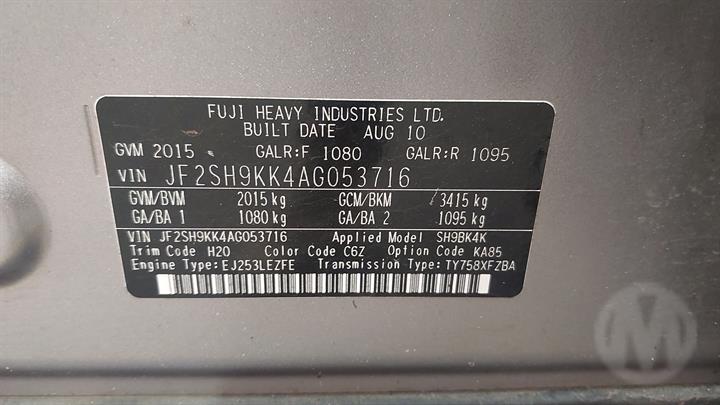 FUJI HEAVY INDUSTRIES LTD.
BUILT DATE AUG 10
GVM 2015 GALR:F 1080 GALR:R 1095
VIN JF2SH9KK4AG053716
GVM/BVM 2015 kg GCM/BKM 3415 kg
GA/BA 1 1080 kg GA/BA 2 1095 kg
VIN JF2SH9KK4AG053716 Applied Model SH9BK4K
Trim Code H20 Color Code C6Z Option Code KA85
Engine Type:EJ253LEZFE Transmission Type:TY758XFZBA
M